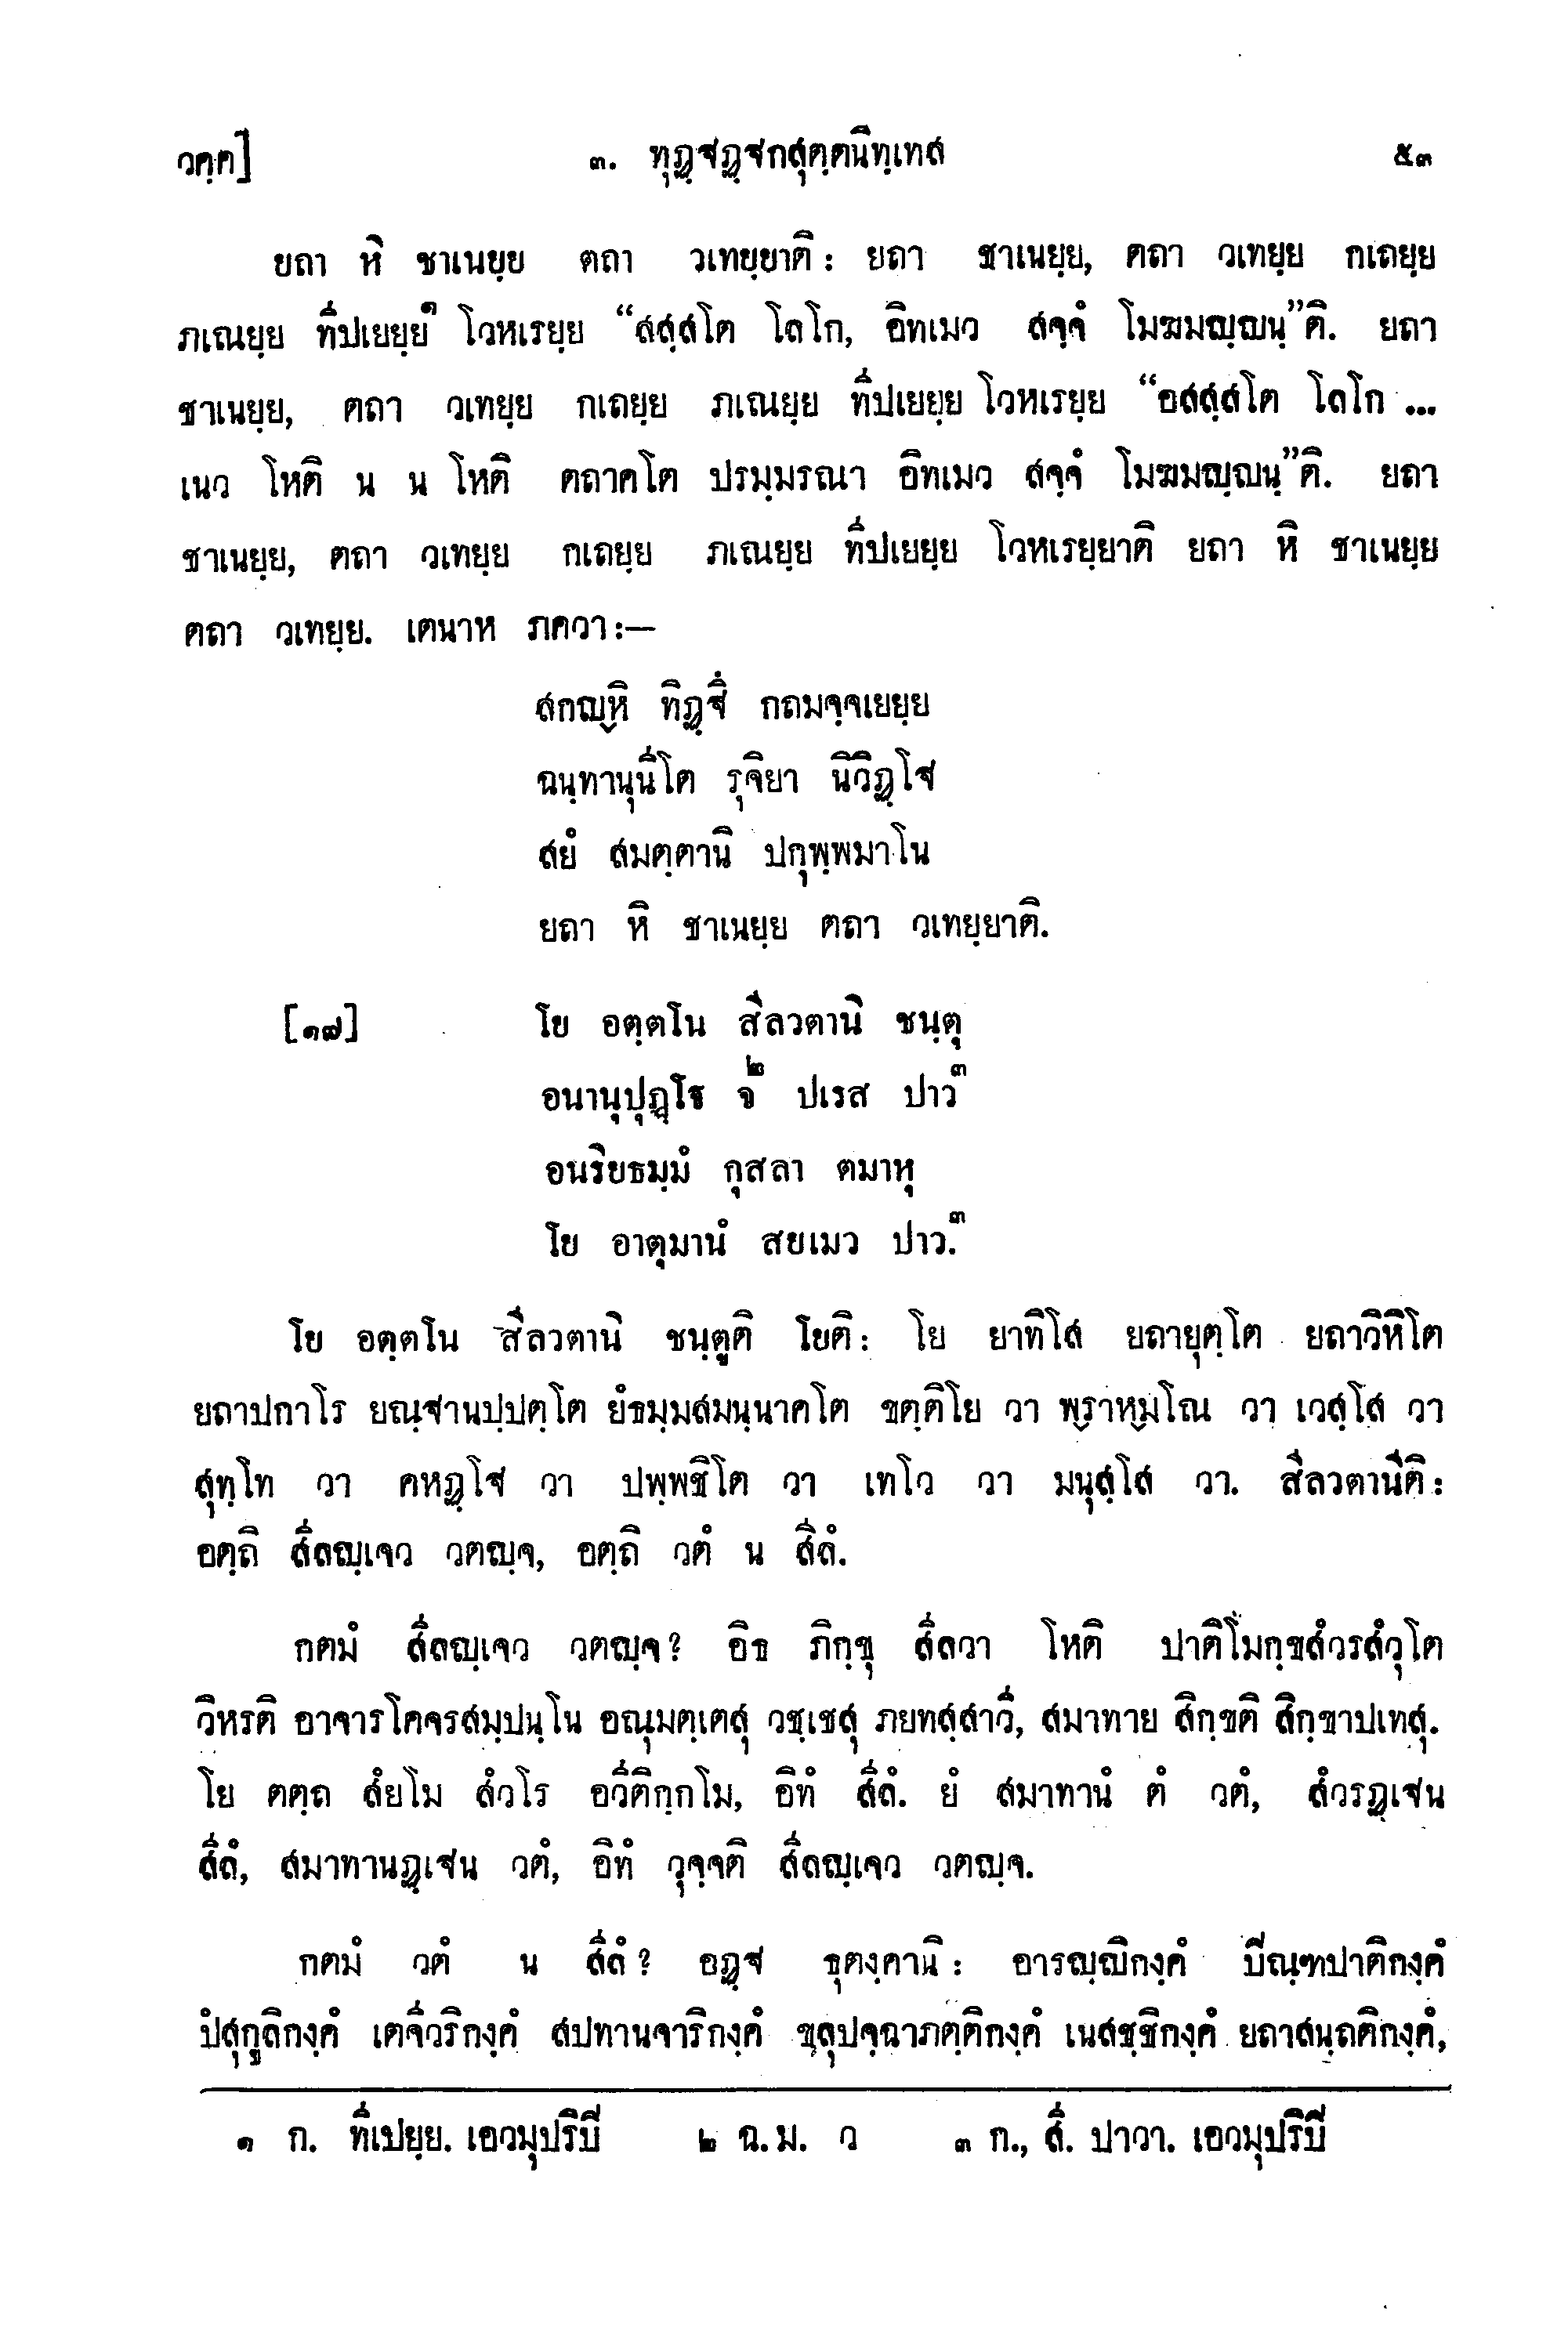 วคฺค]	๓. ทุฏฺฐฏฺฐกสุตฺตนิทฺเทส	๕๓
ยถา หิ ชาเนยฺย ตถา วเทยฺยาติ: ยถา ชาเนยฺย, ตถา วเทยฺย กเถยฺย
ภเณยฺย ทีปเยยฺย๑ โวหเรยฺย “สสฺสโต โลโก, อิทเมว สจฺจํ โมฆมญฺญนฺ”ติ. ยถา
ชาเนยฺย, ตถา วเทยฺย กเถยฺย ภเณยฺย ทีปเยยฺย โวหเรยฺย “อสสฺสโต โลโก ...
เนว โหติ น น โหติ ตถาคโต ปรมฺมรณา อิทเมว สจฺจํ โมฆมญฺญนฺ”ติ. ยถา
ชาเนยฺย, ตถา วเทยฺย กเถยฺย ภเณยฺย ทีปเยยฺย โวหเรยฺยาติ ยถา หิ ชาเนยฺย
ตถา วเทยฺย. เตนาห ภควา:—
สกญฺหิ ทิฏฺฐึ กถมจฺจเยยฺย
ฉนฺทานุนีโต รุจิยา นิวิฏฺโฐ
สยํ สมตฺตานิ ปกุพฺพมาโน
ยถา หิ ชาเนยฺย ตถา วเทยฺยาติ.
[๑๗]	โย อตฺตโน สีลวตานิ ชนฺตุ
อนานุปุฏฺโฐ จ๒ ปเรส ปาว๓
อนริยธมฺมํ กุสลา ตมาหุ
โย อาตุมานํ สยเมว ปาว.๓
โย อตฺตโน สีลวตานิ ชนฺตูติ โยติ: โย ยาทิโส ยถายุตฺโต ยถาวิหิโต
ยถาปกาโร ยณฺฐานปฺปตฺโต ยํธมฺมสมนฺนาคโต ขตฺติโย วา พฺราหฺมโณ วา เวสฺโส วา
สุทฺโท วา คหฏฺโฐ วา ปพฺพชิโต วา เทโว วา มนุสฺโส วา. สีลวตานีติ:
อตฺถิ สีลญฺเจว วตญฺจ, อตฺถิ วตํ น สีลํ.
กตมํ สีลญฺเจว วตญฺจ? อิธ ภิกฺขุ สีลวา โหติ ปาติโมกฺขสํวรสํวุโต
วิหรติ อาจารโคจรสมฺปนฺโน อณุมตฺเตสุ วชฺเชสุ ภยทสฺสาวี, สมาทาย สิกฺขติ สิกฺขาปเทสุ.
โย ตตฺถ สํยโม สํวโร อวีติกฺกโม, อิทํ สีลํ. ยํ สมาทานํ ตํ วตํ, สํวรฏฺเฐน
สีลํ, สมาทานฏฺเฐน วตํ, อิทํ วุจฺจติ สีลญฺเจว วตญฺจ.
กตมํ วตํ น สีลํ? อฏฺฐ ธุตงฺคานิ: อารญฺญิกงฺคํ ปิณฺฑปาติกงฺคํ
ปํสุกูลิกงฺคํ เตจีวริกงฺคํ สปทานจาริกงฺคํ ขลุปจฺฉาภตฺติกงฺคํ เนสชฺชิกงฺคํ ยถาสนฺถติกงฺคํ,
๑ ก. ทีเปยฺย. เอวมุปริปิ	๒ ฉ.ม. ว	๓ ก., สี. ปาวา. เอวมุปริปิ